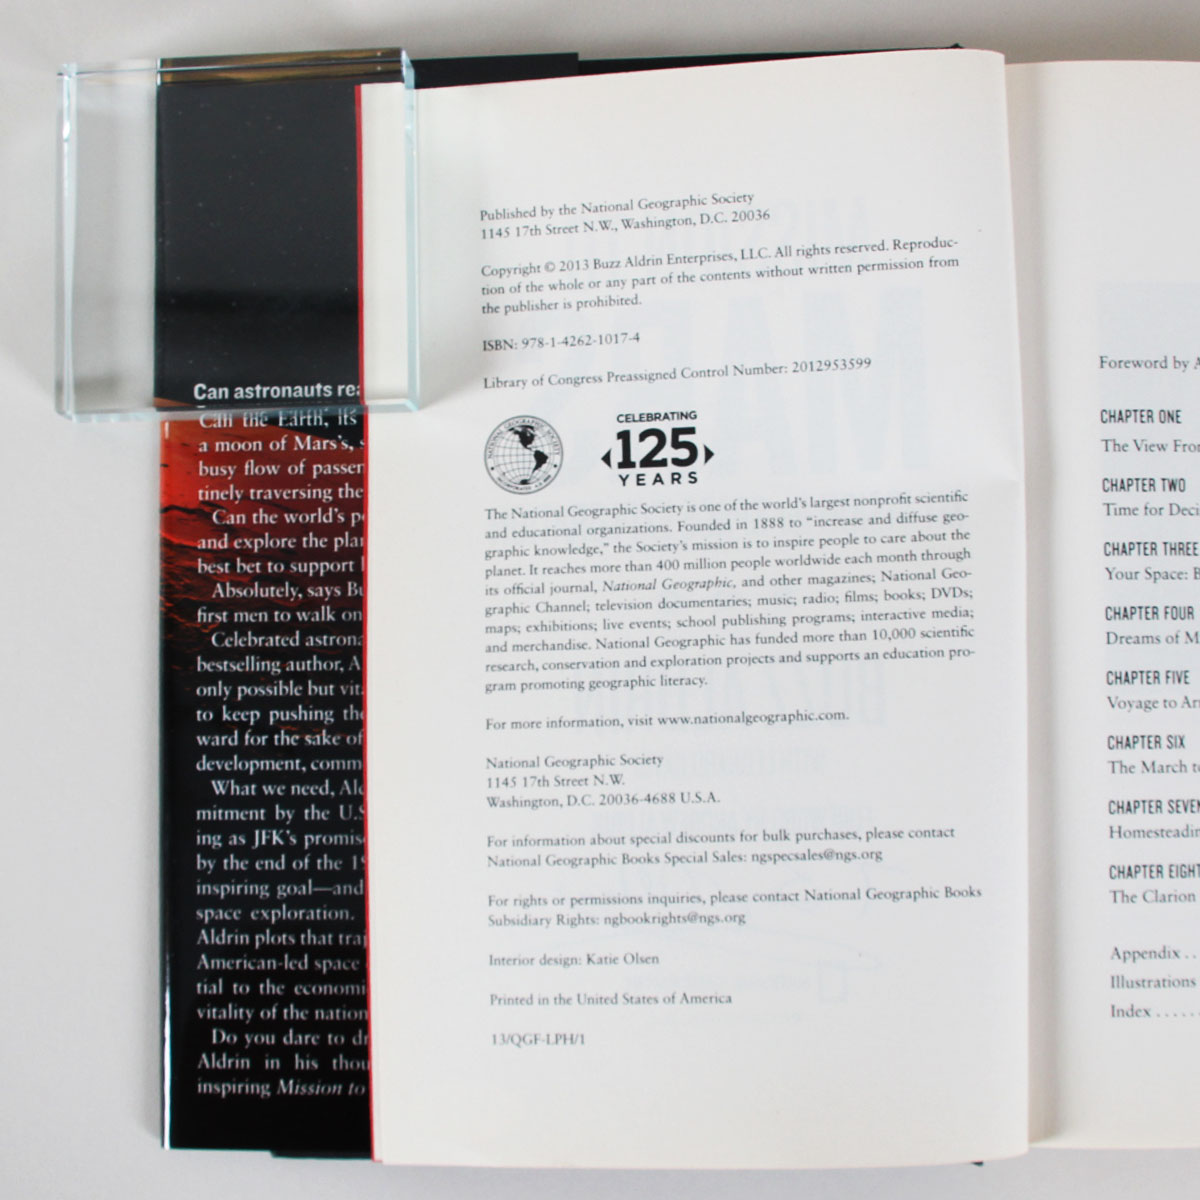 Can astronauts
Can the Earth, its
a moon of Mars's,
busy flow of
tinely traversing the
Can the world's
and explore the
best bet to support
Absolutely, says
first men to walk on
Celebrated
bestselling author, A
only possible but
to keep pushing
ward for the sake of
development,
What we need,
mitment by the U.S
ing as JFK's
by the end of the
inspiring goal—and
space exploration.
Aldrin plots that
American-led space
tial to the
vitality of the nation
Do you dare to
Aldrin in his
inspiring Mission to
Published by the National Geographic Society
1145 17th Street N.W., Washington, D.C. 20036
Copyright © 2013 Buzz Aldrin Enterprises, LLC. All rights reserved. Reproduc-
tion of the whole or any part of the contents without written permission from
the publisher is prohibited.
ISBN: 978-1-4262-1017-4
Library of Congress Preassigned Control Number: 2012953599
NATIONAL GEOGRAPHIC SOCIETY
CELEBRATING
125
YEARS
The National Geographic Society is one of the world's largest nonprofit scientific
and educational organizations. Founded in 1888 to "increase and diffuse geo-
graphic knowledge," the Society's mission is to inspire people to care about the
planet. It reaches more than 400 million people worldwide each month through
its official journal, National Geographic, and other magazines; National Geo-
graphic Channel; television documentaries; music; radio; films; books; DVDs;
maps; exhibitions; live events; school publishing programs; interactive media;
and merchandise. National Geographic has funded more than 10,000 scientific
research, conservation and exploration projects and supports an education pro-
gram promoting geographic literacy.
For more information, visit www.nationalgeographic.com.
National Geographic Society
1145 17th Street N.W.
Washington, D.C. 20036-4688 U.S.A.
For information about special discounts for bulk purchases, please contact
National Geographic Books Special Sales: ngspecsales@ngs.org
For rights or permissions inquiries, please contact National Geographic Books
Subsidiary Rights: ngbookrights@ngs.org
Interior design: Katie Olsen
Printed in the United States of America
13/QGF-LPH/1
Foreword by A
CHAPTER ONE
The View From
CHAPTER TWO
Time for Deci
CHAPTER THREE
Your Space: B
CHAPTER FOUR
Dreams of M
CHAPTER FIVE
Voyage to Ar
CHAPTER SIX
The March to
CHAPTER SEVEN
Homesteadin
CHAPTER EIGHT
The Clarion
Appendix . .
Illustrations
Index . . . . .